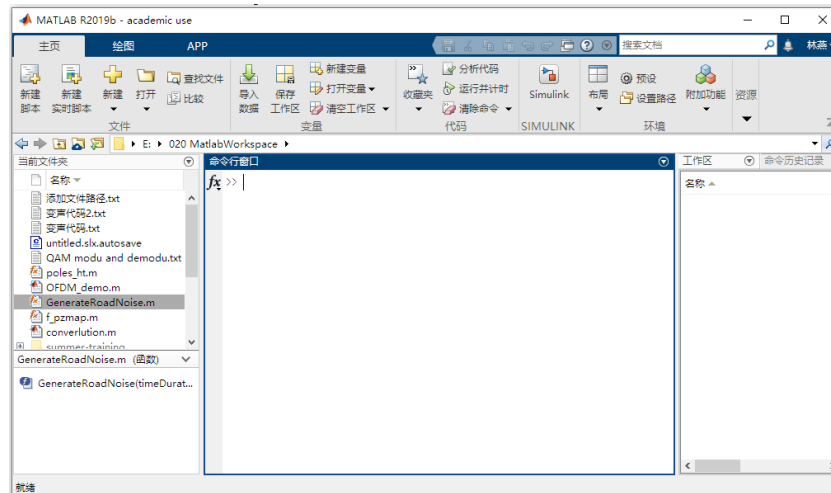 MATLAB R2019b - academic use
主页 绘图 APP
搜索文档
林燕
新建脚本
新建实时脚本
新建
打开
查找文件
比较
文件
导入数据
保存工作区
新建变量
打开变量
清空工作区
变量
收藏夹
分析代码
运行并计时
清除命令
代码
Simulink
SIMULINK
布局
预设
设置路径
附加功能
环境
资源
E: 020 MatlabWorkspace
当前文件夹
名称
添加文件路径.txt
变声代码2.txt
变声代码.txt
untitled.slx.autosave
QAM modu and demodu.txt
poles_ht.m
OFDM_demo.m
GenerateRoadNoise.m
f_pzmap.m
converlution.m
summer-training
GenerateRoadNoise.m (函数)
GenerateRoadNoise(timeDurat...
命令行窗口
fx >>
工作区 命令历史记录
名称
就绪